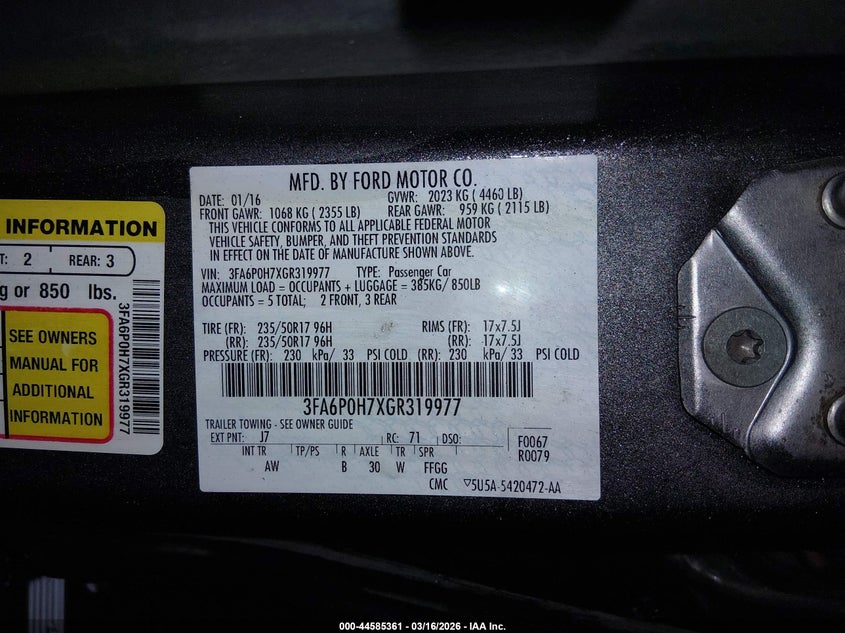 MFD. BY FORD MOTOR CO.
DATE: 01/16 GVWR: 2023 KG ( 4460 LB)
FRONT GAWR: 1068 KG ( 2355 LB) REAR GAWR: 959 KG ( 2115 LB)
THIS VEHICLE CONFORMS TO ALL APPLICABLE FEDERAL MOTOR
VEHICLE SAFETY, BUMPER, AND THEFT PREVENTION STANDARDS
IN EFFECT ON THE DATE OF MANUFACTURE SHOWN ABOVE.
VIN: 3FA6P0H7XGR319977 TYPE: Passenger Car
MAXIMUM LOAD = OCCUPANTS + LUGGAGE = 385KG/ 850LB
OCCUPANTS = 5 TOTAL; 2 FRONT, 3 REAR
TIRE (FR): 235/50R17 96H RIMS (FR): 17x7.5J
(RR): 235/50R17 96H (RR): 17x7.5J
PRESSURE (FR): 230 kPa/ 33 PSI COLD (RR): 230 kPa/ 33 PSI COLD
3FA6P0H7XGR319977
TRAILER TOWING - SEE OWNER GUIDE
EXT PNT: J7 RC: 71 DSO: F0067
R0079
INT TR TP/PS R AXLE TR SPR
AW B 30 W FFGG
CMC ▽5U5A-5420472-AA
INFORMATION
T: 2 REAR: 3
g or 850 lbs.
SEE OWNERS
MANUAL FOR
ADDITIONAL
INFORMATION
3FA6P0H7XGR319977
000-44585361 - 03/16/2026 - IAA Inc.